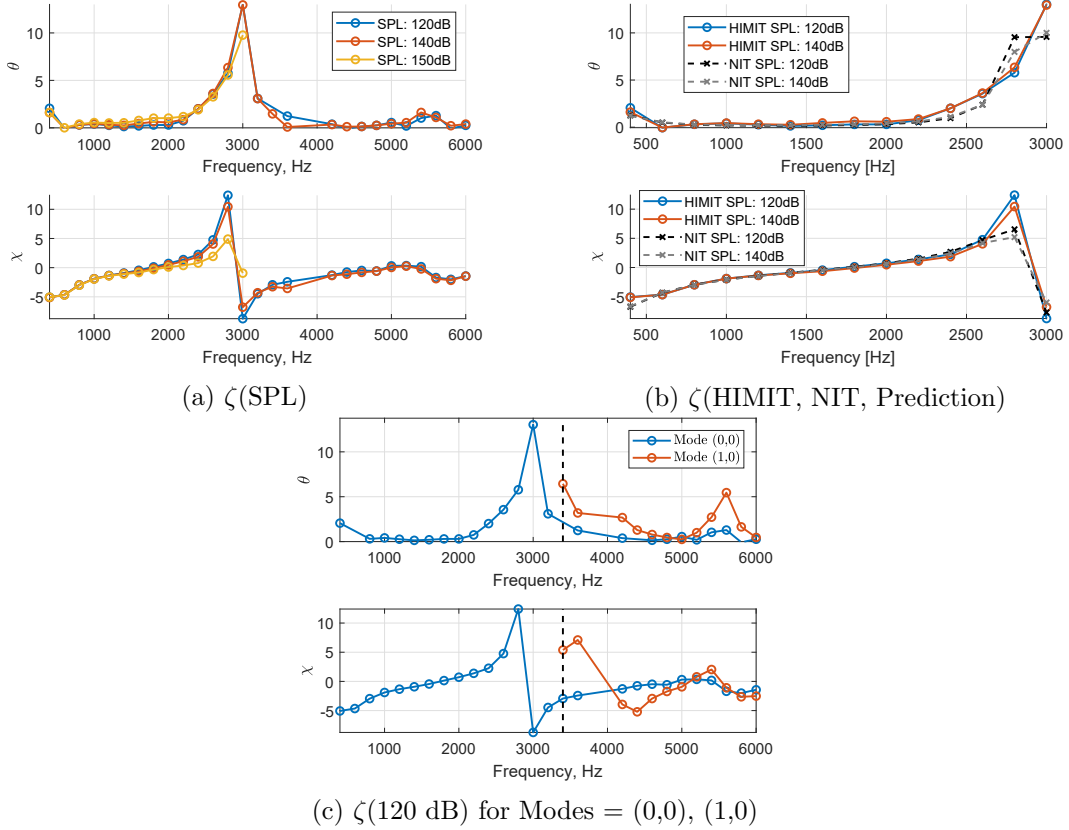 10
5
0
θ
1000 2000 3000 4000 5000 6000
Frequency, Hz
SPL: 120dB
SPL: 140dB
SPL: 150dB
10
5
0
-5
χ
1000 2000 3000 4000 5000 6000
Frequency, Hz
(a) ζ(SPL)
10
5
0
θ
500 1000 1500 2000 2500 3000
Frequency [Hz]
HIMIT SPL: 120dB
HIMIT SPL: 140dB
NIT SPL: 120dB
NIT SPL: 140dB
10
5
0
-5
χ
500 1000 1500 2000 2500 3000
Frequency [Hz]
HIMIT SPL: 120dB
HIMIT SPL: 140dB
NIT SPL: 120dB
NIT SPL: 140dB
(b) ζ(HIMIT, NIT, Prediction)
10
5
0
θ
1000 2000 3000 4000 5000 6000
Frequency, Hz
Mode (0,0)
Mode (1,0)
10
5
0
-5
χ
1000 2000 3000 4000 5000 6000
Frequency, Hz
(c) ζ(120 dB) for Modes = (0,0), (1,0)